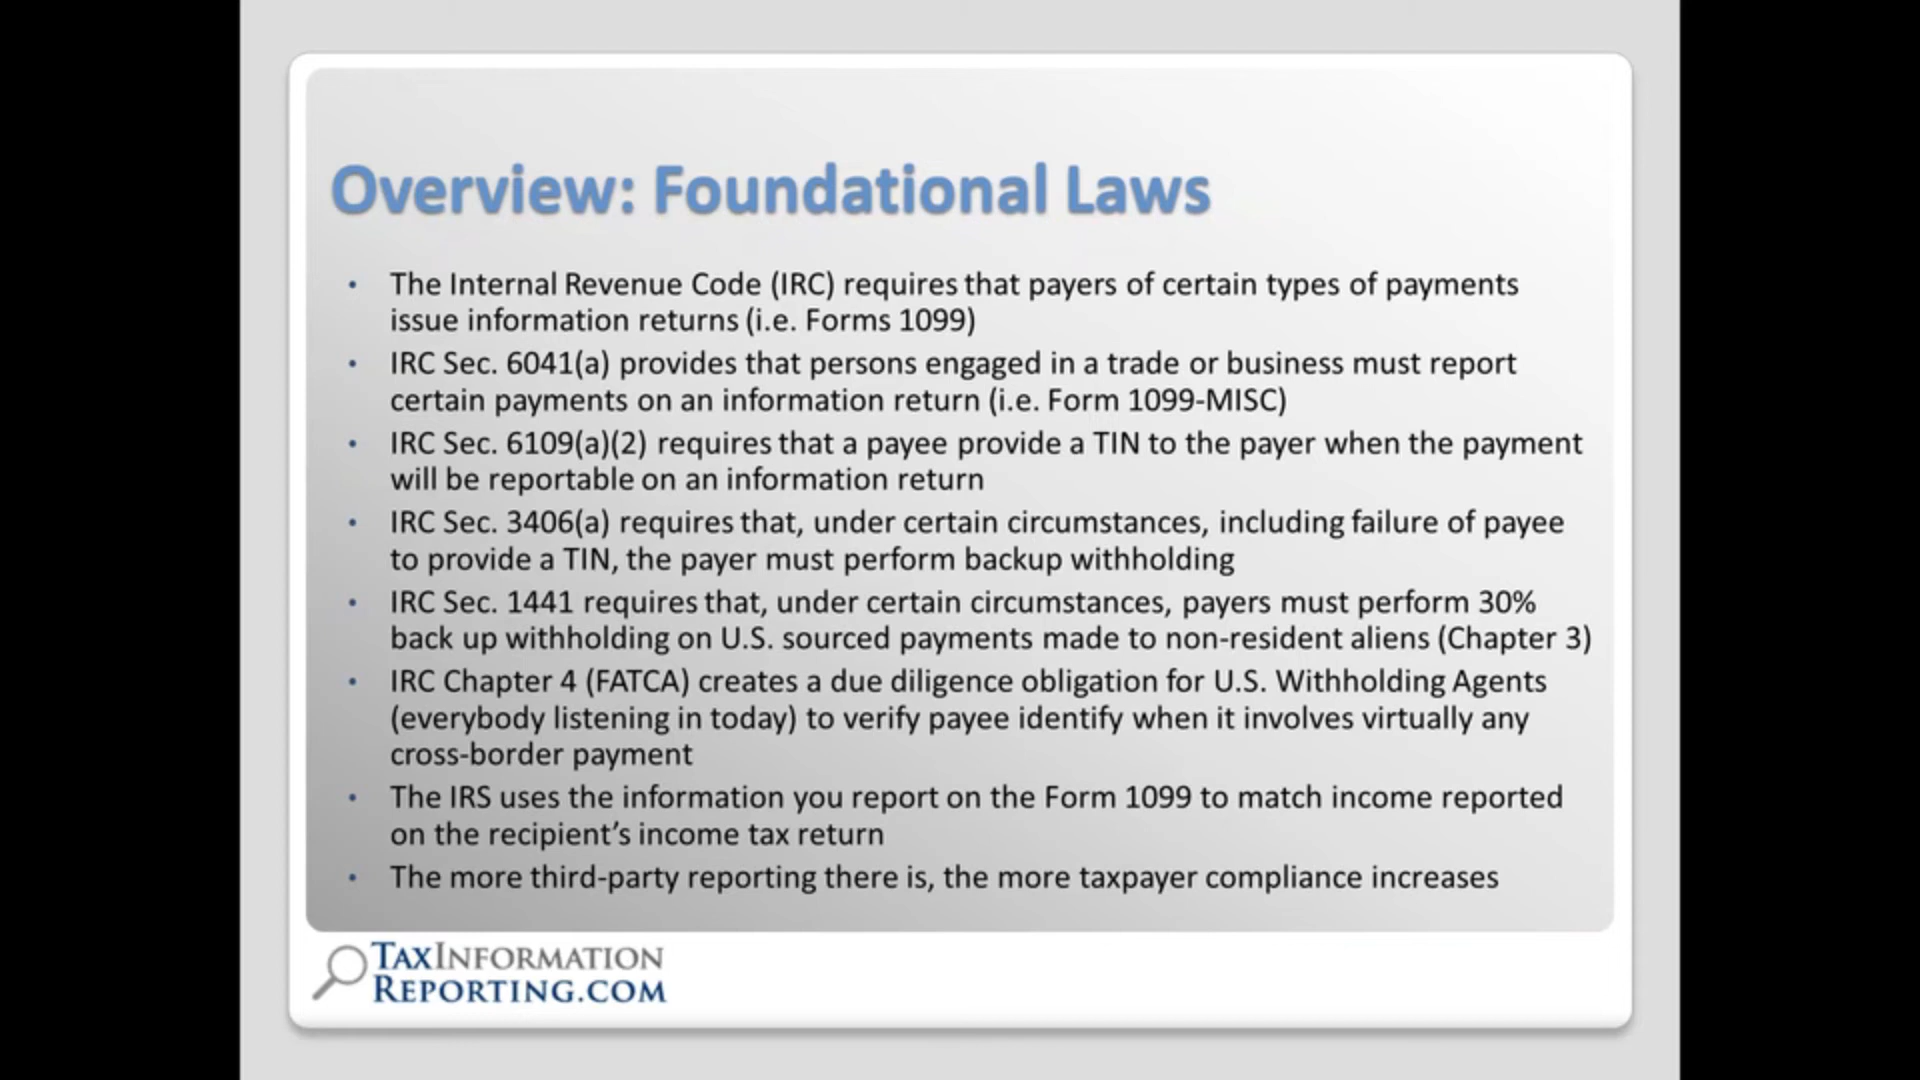 Overview: Foundational Laws
• The Internal Revenue Code (IRC) requires that payers of certain types of payments
issue information returns (i.e. Forms 1099)
• IRC Sec. 6041(a) provides that persons engaged in a trade or business must report
certain payments on an information return (i.e. Form 1099-MISC)
• IRC Sec. 6109(a)(2) requires that a payee provide a TIN to the payer when the payment
will be reportable on an information return
• IRC Sec. 3406(a) requires that, under certain circumstances, including failure of payee
to provide a TIN, the payer must perform backup withholding
• IRC Sec. 1441 requires that, under certain circumstances, payers must perform 30%
back up withholding on U.S. sourced payments made to non-resident aliens (Chapter 3)
• IRC Chapter 4 (FATCA) creates a due diligence obligation for U.S. Withholding Agents
(everybody listening in today) to verify payee identify when it involves virtually any
cross-border payment
• The IRS uses the information you report on the Form 1099 to match income reported
on the recipient’s income tax return
• The more third-party reporting there is, the more taxpayer compliance increases
TAXINFORMATION
REPORTING.COM